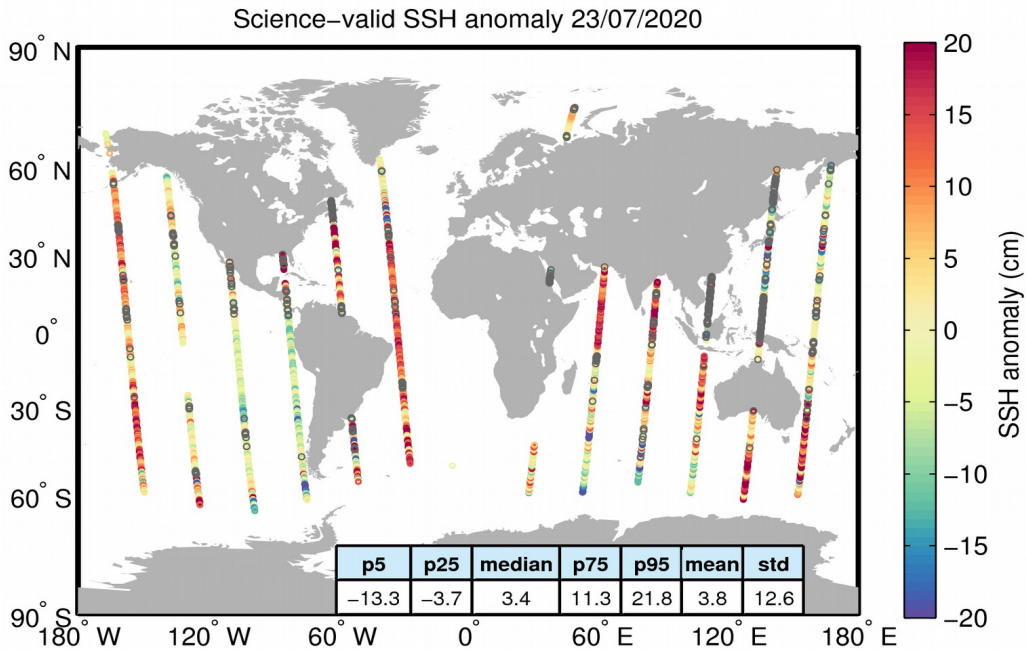 Science−valid SSH anomaly 23/07/2020
90° N
60° N
30° N
0°
30° S
60° S
90° S
180° W
120° W
60° W
0°
60° E
120° E
180° E
p5 p25 median p75 p95 mean std
−13.3 −3.7 3.4 11.3 21.8 3.8 12.6
20
15
10
5
0
−5
−10
−15
−20
SSH anomaly (cm)